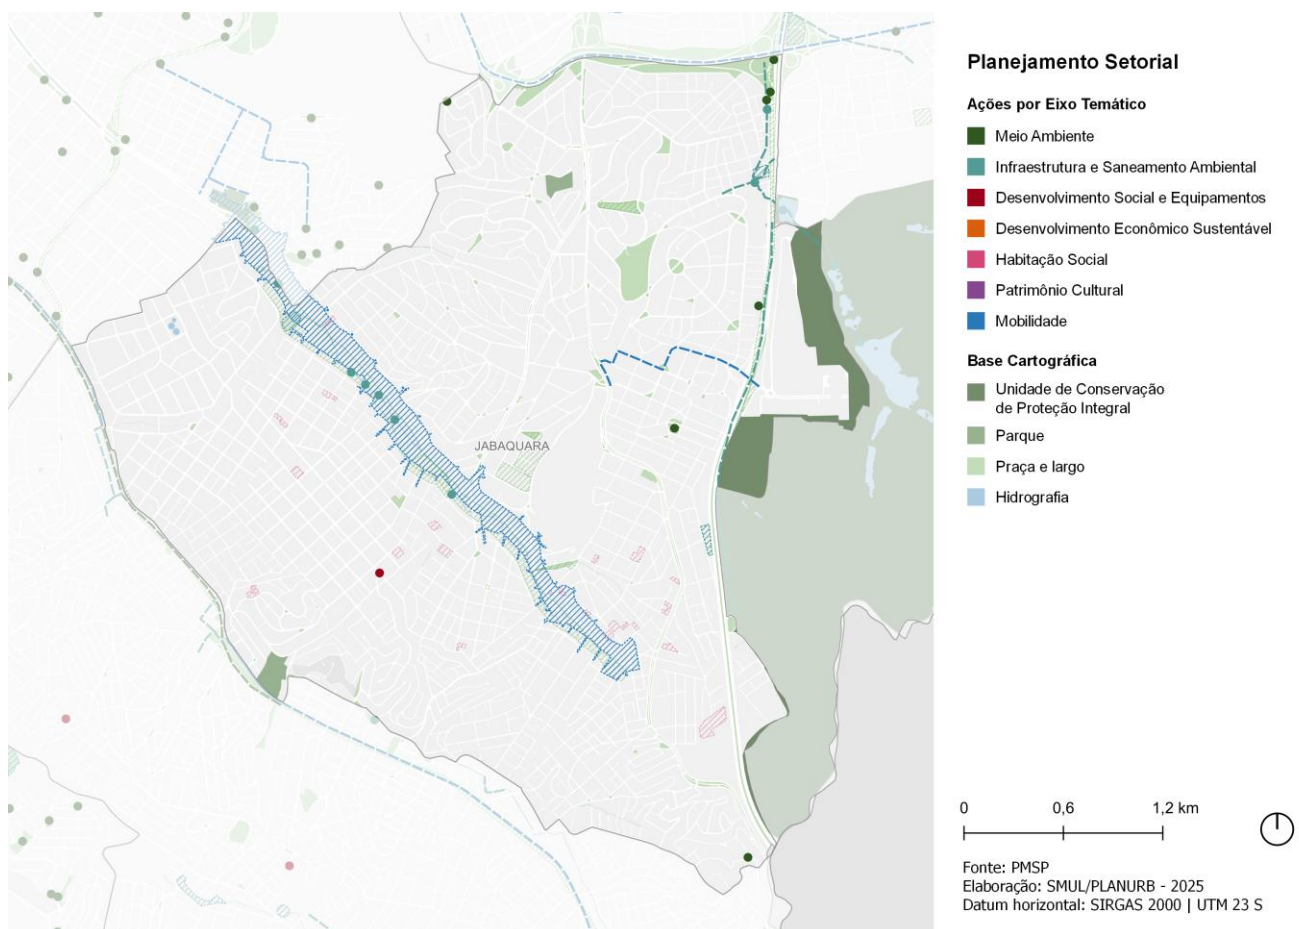 Planejamento Setorial
Ações por Eixo Temático
Meio Ambiente
Infraestrutura e Saneamento Ambiental
Desenvolvimento Social e Equipamentos
Desenvolvimento Econômico Sustentável
Habitação Social
Patrimônio Cultural
Mobilidade
Base Cartográfica
Unidade de Conservação
de Proteção Integral
Parque
Praça e largo
Hidrografia
JABAQUARA
0 0,6 1,2 km
Fonte: PMSP
Elaboração: SMUL/PLANURB - 2025
Datum horizontal: SIRGAS 2000 | UTM 23 S